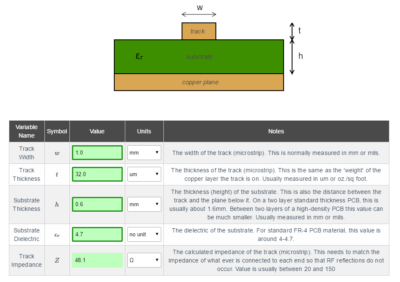 w
track
t
εr
substrate
h
copper plane
Variable Name Symbol Value Units Notes
Track Width w 1.0 mm The width of the track (microstrip). This is normally measured in mm or mils.
Track Thickness t 32.0 um The thickness of the track (microstrip). This is the same as the "weight" of the
copper layer the track is on. Usually measured in um or oz./sq foot.
Substrate Thickness h 0.6 mm The thickness (height) of the substrate. This is also the distance between the
track and the plane below it. On a two layer standard thickness PCB, this is
usually about 1.6mm. Between two layers of a high-density PCB this value can
be much smaller. Usually measured in mm or mils.
Substrate Dielectric εr 4.7 no unit The dielectric of the substrate. For standard FR-4 PCB material, this value is
around 4-4.7.
Track Impedance Z 48.1 Ω The calculated impedance of the track (microstrip). This needs to match the
impedance of what ever is connected to each end so that RF reflections do not
occur. Value is usually between 20 and 150